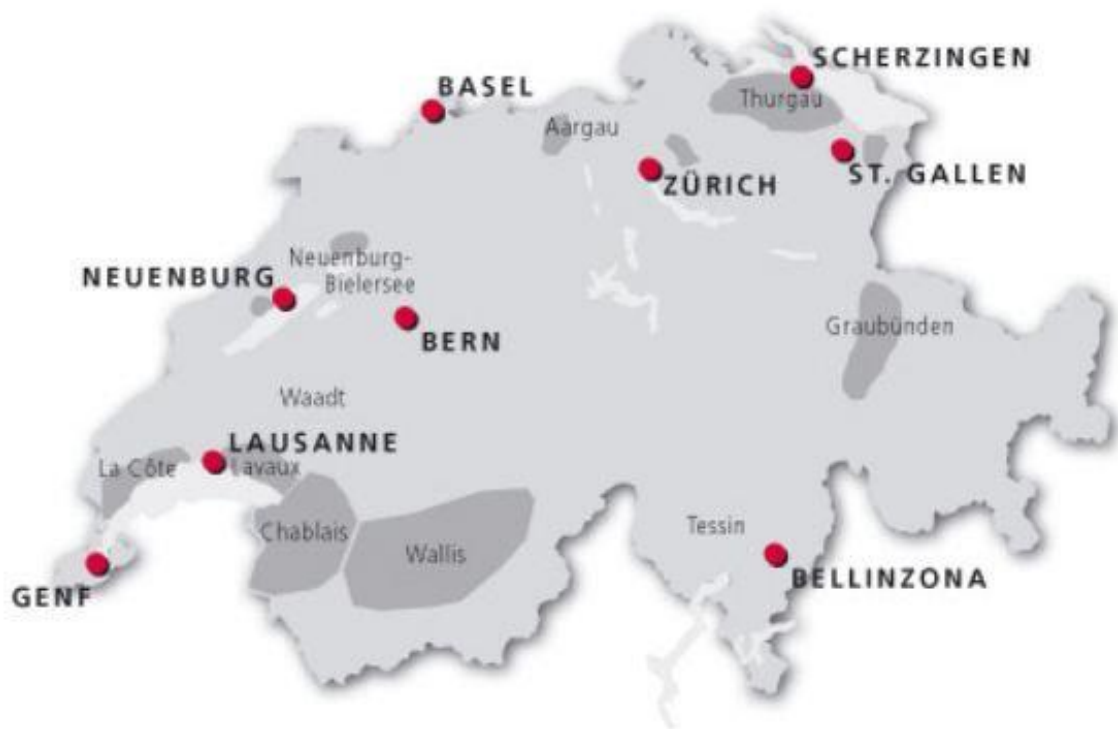 SCHERZINGEN
BASEL
Thurgau
Aargau
ZÜRICH
ST. GALLEN
Neuenburg-
Bielersee
NEUENBURG
BERN
Graubünden
Waadt
LAUSANNE
La Côte
Lavaux
Chablais
Wallis
Tessin
BELLINZONA
GENF